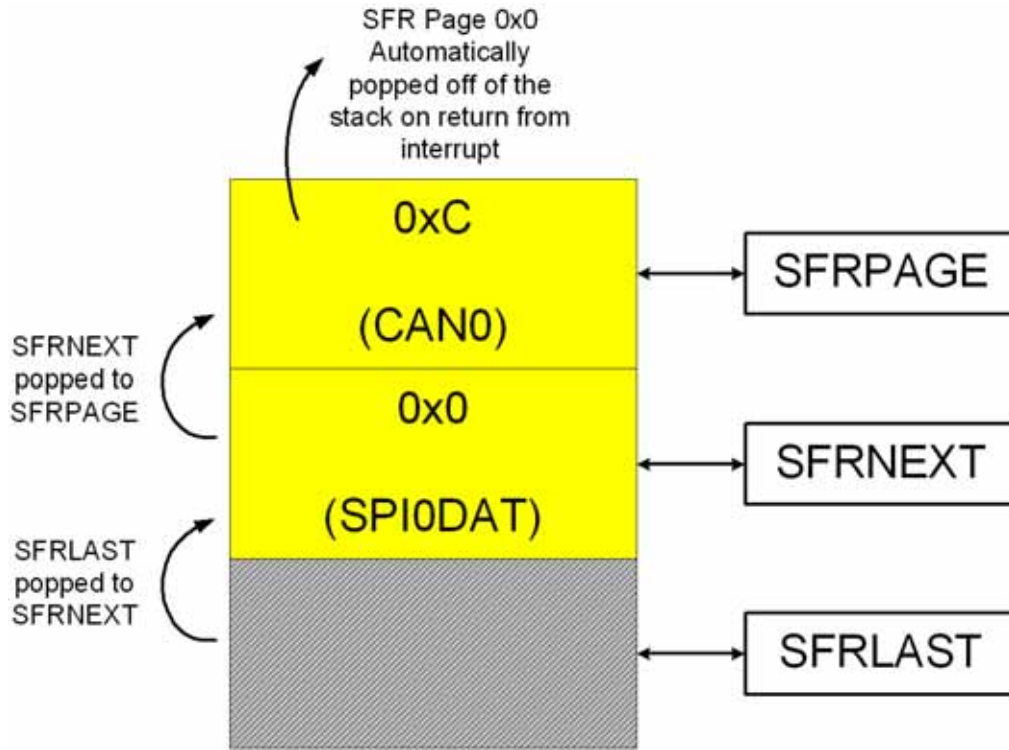 SFR Page 0x0
Automatically
popped off of the
stack on return from
interrupt
0xC
(CAN0)
SFRPAGE
SFRNEXT
popped to
SFRPAGE
0x0
(SPI0DAT)
SFRNEXT
SFRLAST
popped to
SFRNEXT
SFRLAST